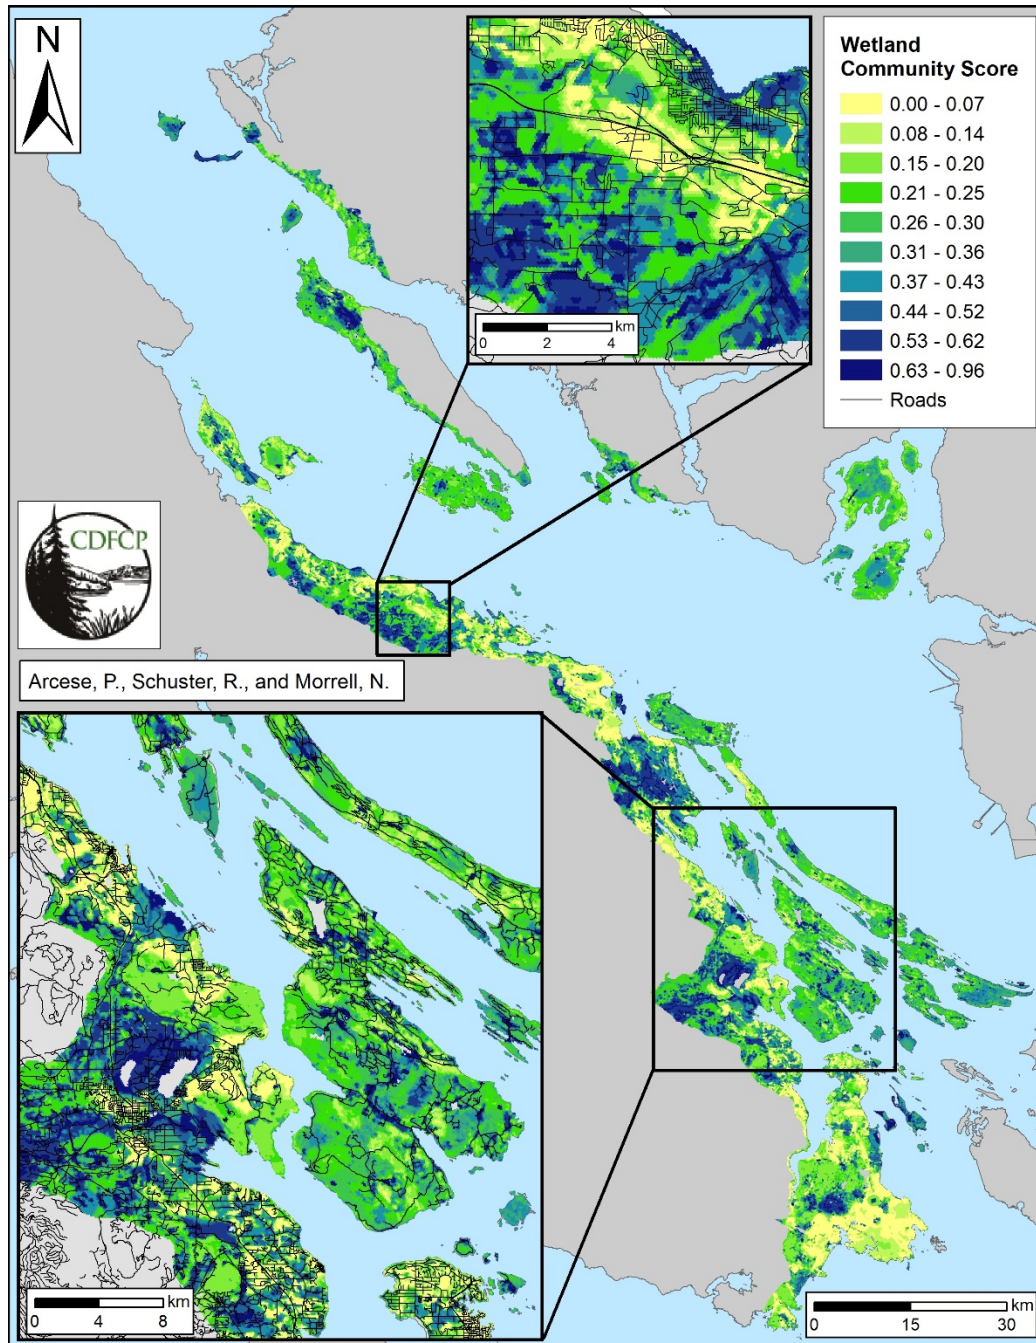 N
Wetland
Community Score
0.00 - 0.07
0.08 - 0.14
0.15 - 0.20
0.21 - 0.25
0.26 - 0.30
0.31 - 0.36
0.37 - 0.43
0.44 - 0.52
0.53 - 0.62
0.63 - 0.96
Roads
km
0 2 4
CDFCP
Arcese, P., Schuster, R., and Morrell, N.
km
0 4 8
km
0 15 30